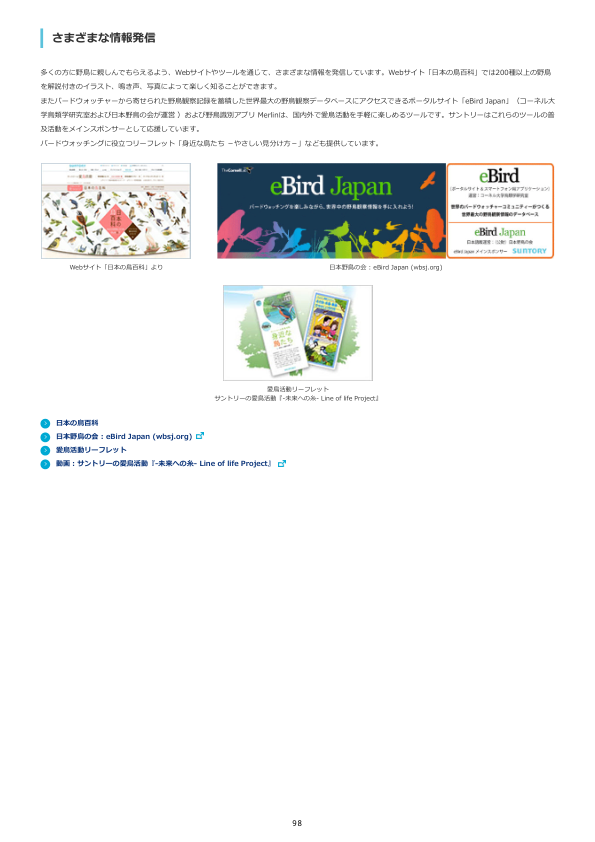 さまざまな情報発信
多くの方に野鳥に親しんでもらえるよう、Webサイトやツールを通じて、さまざまな情報を発信しています。Webサイト「日本の鳥百科」では200種以上の野鳥
を解説付きのイラスト、鳴き声、写真によって楽しく知ることができます。
またバードウォッチャーから寄せられた野鳥観察記録を蓄積した世界最大の野鳥観察データベースにアクセスできるポータルサイト「eBird Japan」（コーネル大
学鳥類学研究室および日本野鳥の会が運営 ）および野鳥識別アプリ Merlinは、国内外で愛鳥活動を手軽に楽しめるツールです。サントリーはこれらのツールの普
及活動をメインスポンサーとして応援しています。
バードウォッチングに役立つリーフレット「身近な鳥たち －やさしい見分け方－」なども提供しています。
日本の鳥百科
TheCornellLab
eBird Japan
バードウォッチングを楽しみながら、世界中の野鳥観察情報を手に入れよう!
eBird
(ポータルサイト&スマートフォン用アプリケーション)
運営：コーネル大学鳥類学研究室
世界のバードウォッチャーコミュニティーがつくる
世界最大の野鳥観察情報のデータベース
eBird Japan
日本語版運営：(公財) 日本野鳥の会
eBird Japan メインスポンサー SUNTORY
Webサイト「日本の鳥百科」より
日本野鳥の会 : eBird Japan (wbsj.org)
身近な
鳥たち
愛鳥活動リーフレット
サントリーの愛鳥活動『-未来への糸- Line of life Project』
日本の鳥百科
日本野鳥の会 : eBird Japan (wbsj.org)
愛鳥活動リーフレット
動画 : サントリーの愛鳥活動『-未来への糸- Line of life Project』
98